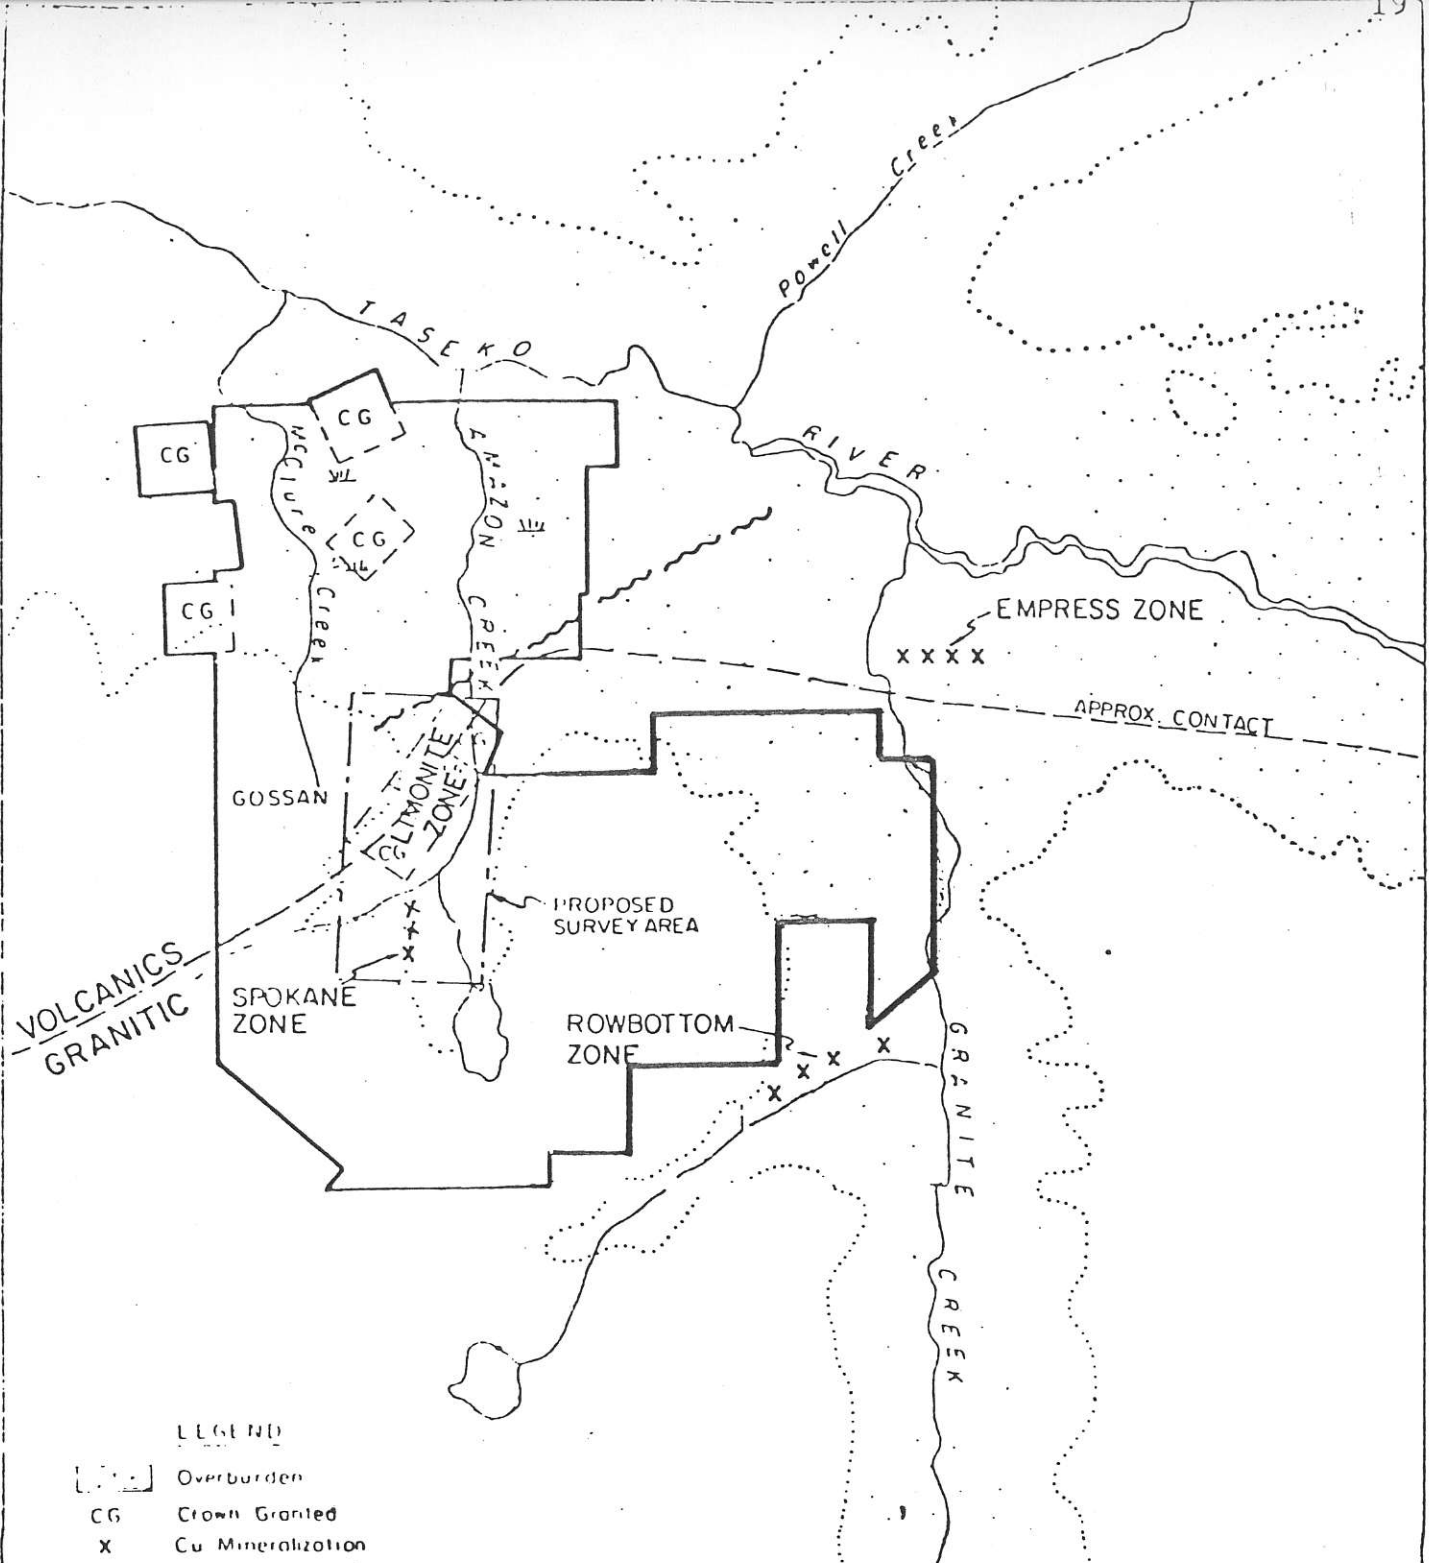 19
Powell Creek
TASEKO
RIVER
CG
CG
McClure Creek
AMAZON CREEK
CG
CG
EMPRESS ZONE
x x x x
APPROX. CONTACT
GOSSAN
LIMONITE
ZONE
CG
PROPOSED
SURVEY AREA
x
x
x
VOLCANICS
GRANITIC
SPOKANE
ZONE
ROWBOTTOM
ZONE
x x x x
GRANITE CREEK
LEGEND
Overburden
CG Crown Granted
x Cu Mineralization